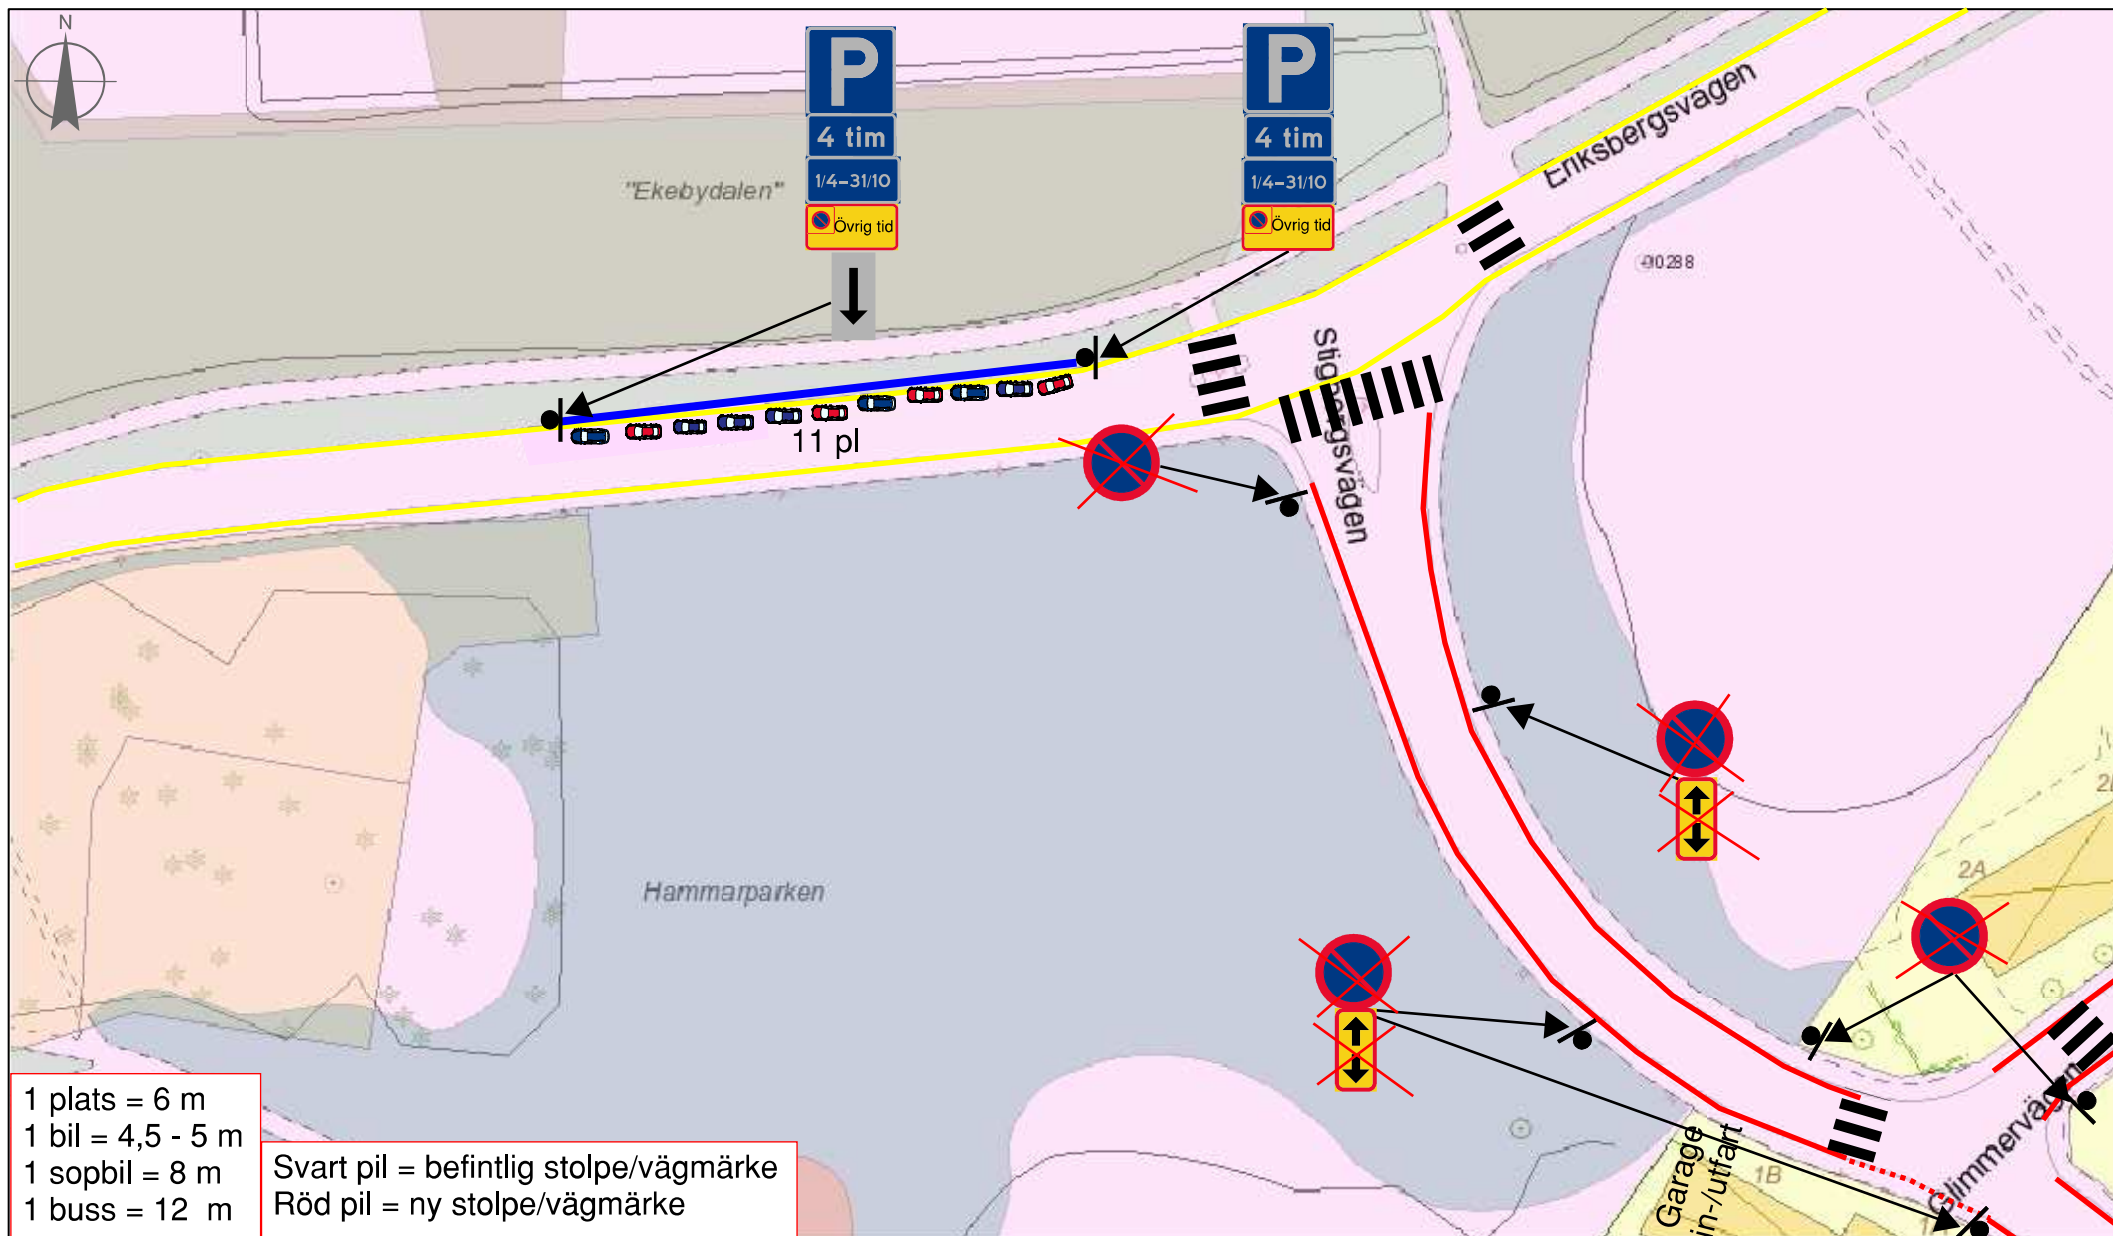 N
P
4 tim
1/4-31/10
Övrig tid
P
4 tim
1/4-31/10
Övrig tid
Eriksbergsvägen
"Ekebydalen"
90288
Stignbergsvägen
11 pl
Hammarparken
2A
1 plats = 6 m
1 bil = 4,5 - 5 m
1 sopbil = 8 m
1 buss = 12 m
Svart pil = befintlig stolpe/vägmärke
Röd pil = ny stolpe/vägmärke
Garage
in-/utfart
1B
Glimmervägen